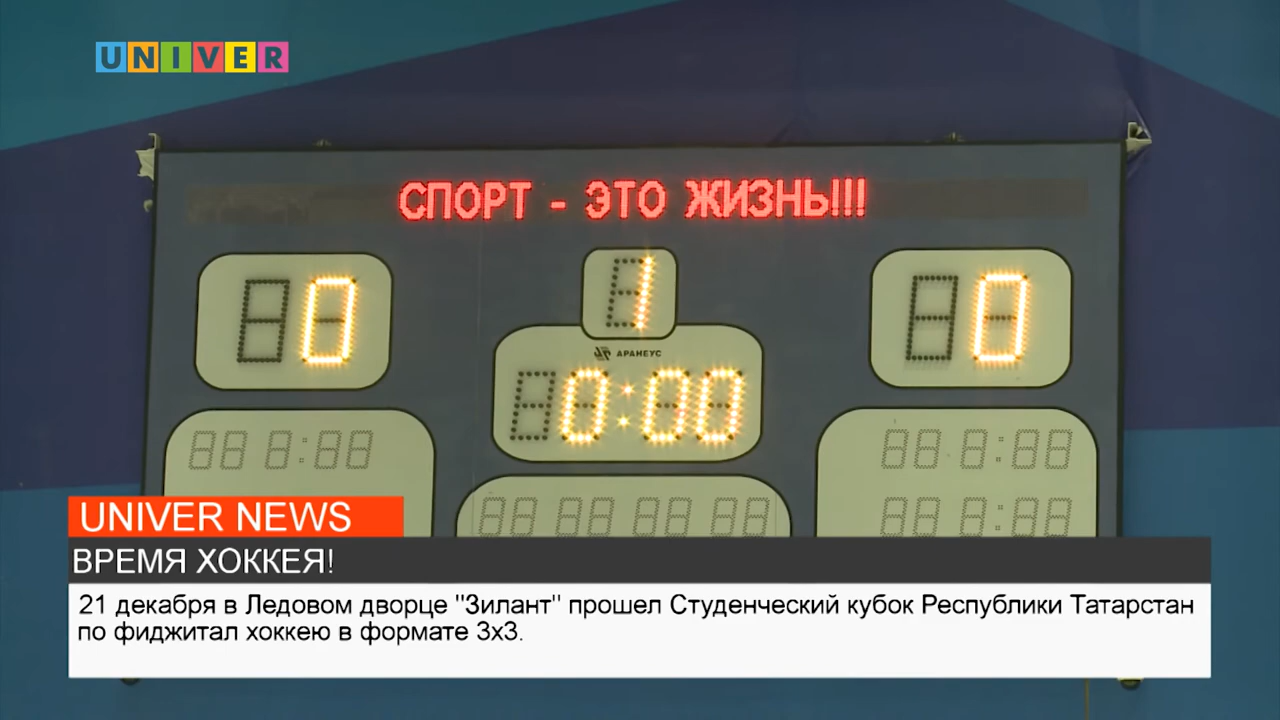 UNIVER
СПОРТ - ЭТО ЖИЗНЬ!!!
0 1 0
АРАНЕУС
0:00
UNIVER NEWS
ВРЕМЯ ХОККЕЯ!
21 декабря в Ледовом дворце "Зилант" прошел Студенческий кубок Республики Татарстан
по фиджитал хоккею в формате 3х3.